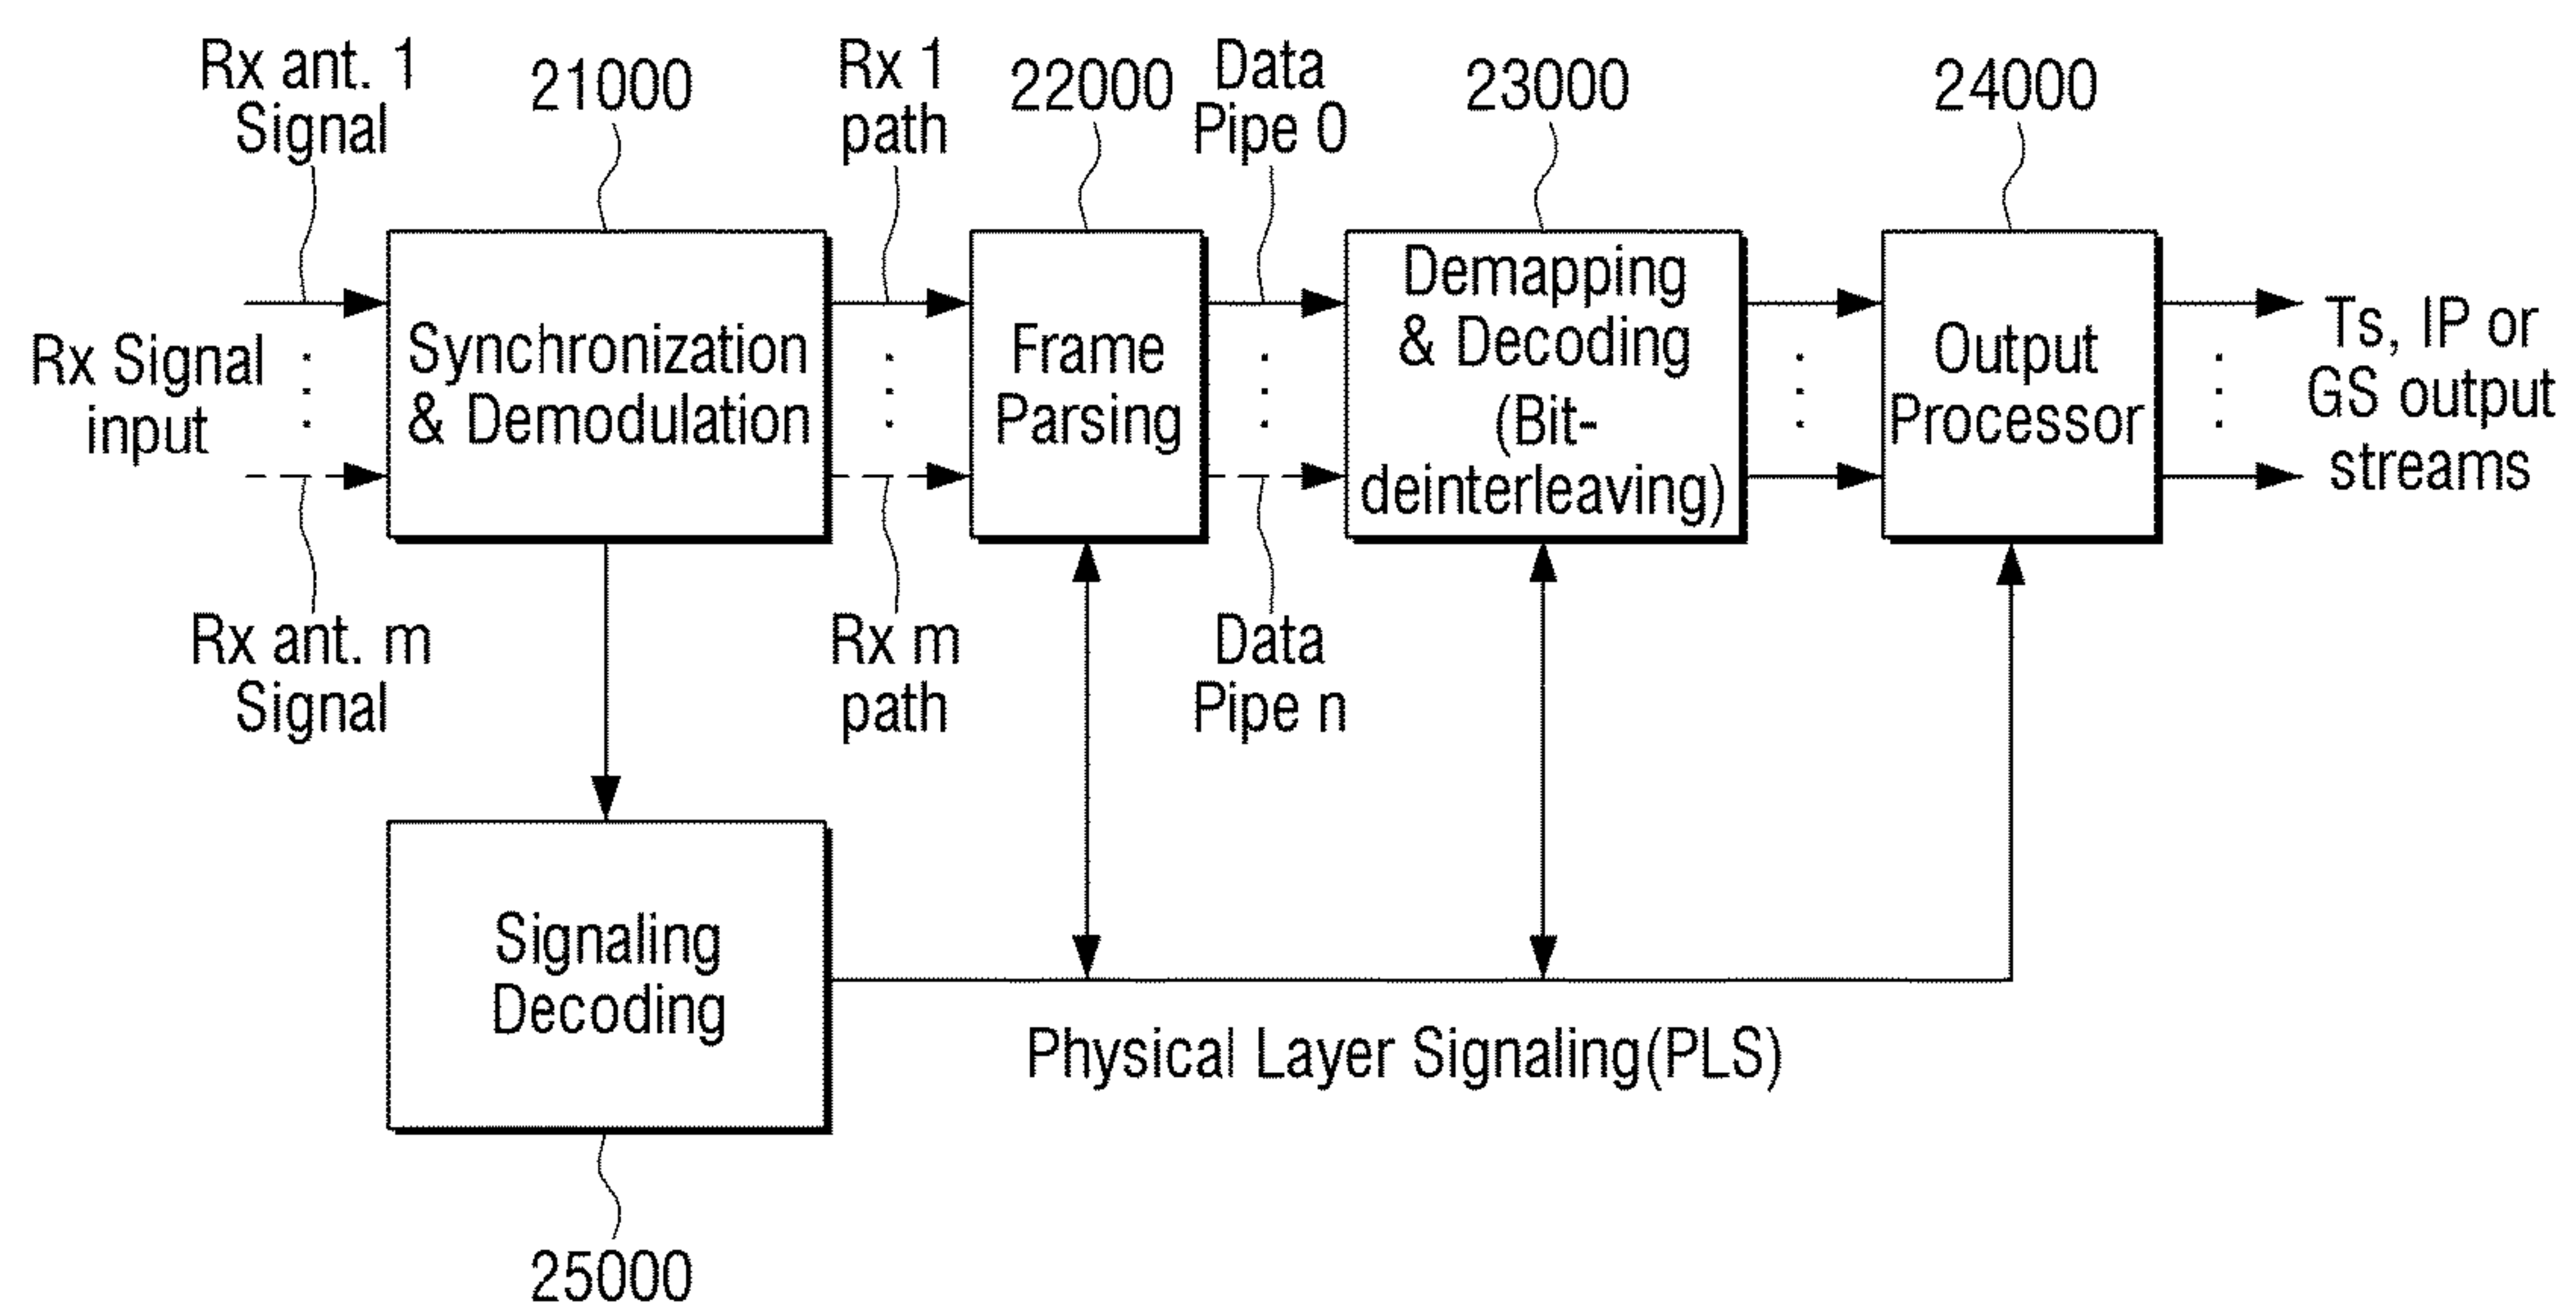 Rx ant. 1
Signal
21000
Rx 1
path
22000
Data
Pipe 0
23000
24000
Rx Signal
input
Synchronization
& Demodulation
Frame
Parsing
Demapping
& Decoding
(Bit-
deinterleaving)
Output
Processor
Ts, IP or
GS output
streams
Rx ant. m
Signal
Rx m
path
Data
Pipe n
Signaling
Decoding
Physical Layer Signaling(PLS)
25000